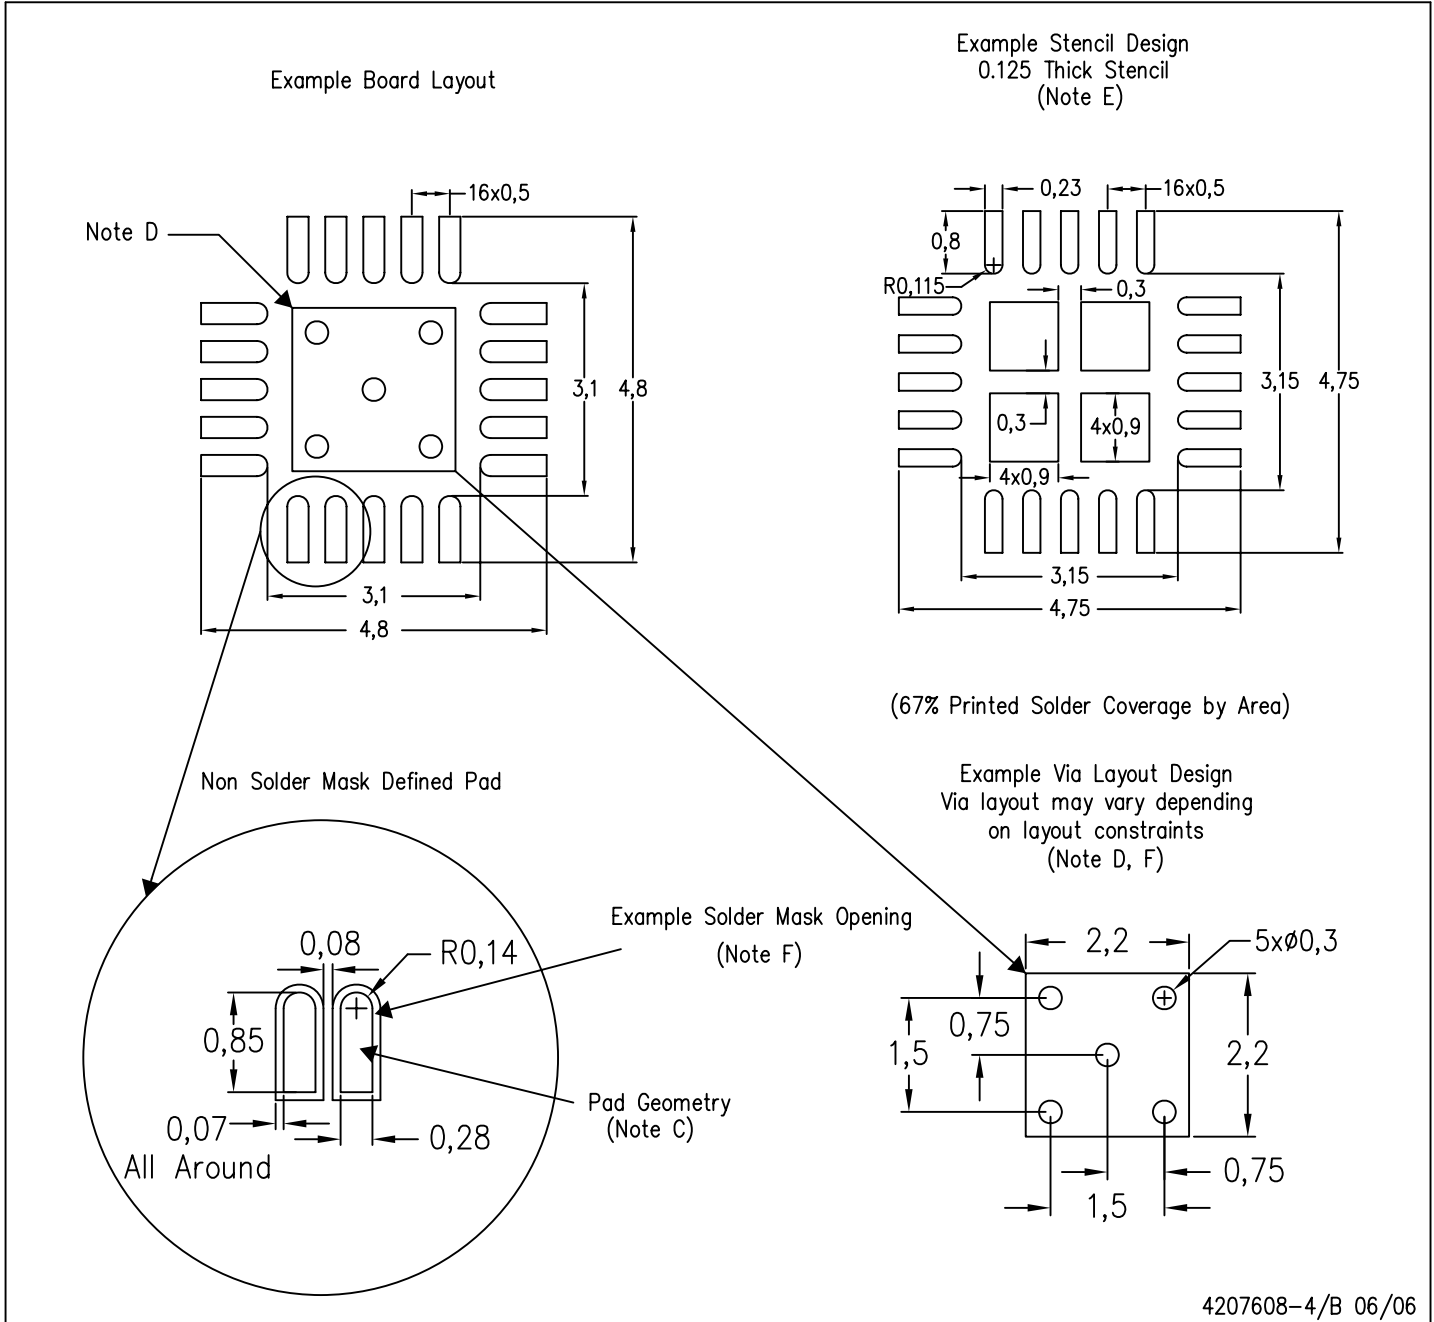 Example Board Layout
16x0,5
Note D
3,1
4,8
3,1
4,8
Example Stencil Design
0.125 Thick Stencil
(Note E)
0,23
16x0,5
0,8
R0,115
0,3
3,15
4,75
0,3
4x0,9
4x0,9
3,15
4,75
(67% Printed Solder Coverage by Area)
Non Solder Mask Defined Pad
0,08
R0,14
Example Solder Mask Opening
(Note F)
0,85
Pad Geometry
(Note C)
0,07
All Around
0,28
Example Via Layout Design
Via layout may vary depending
on layout constraints
(Note D, F)
2,2
5xø0,3
0,75
1,5
2,2
0,75
1,5
4207608-4/B 06/06